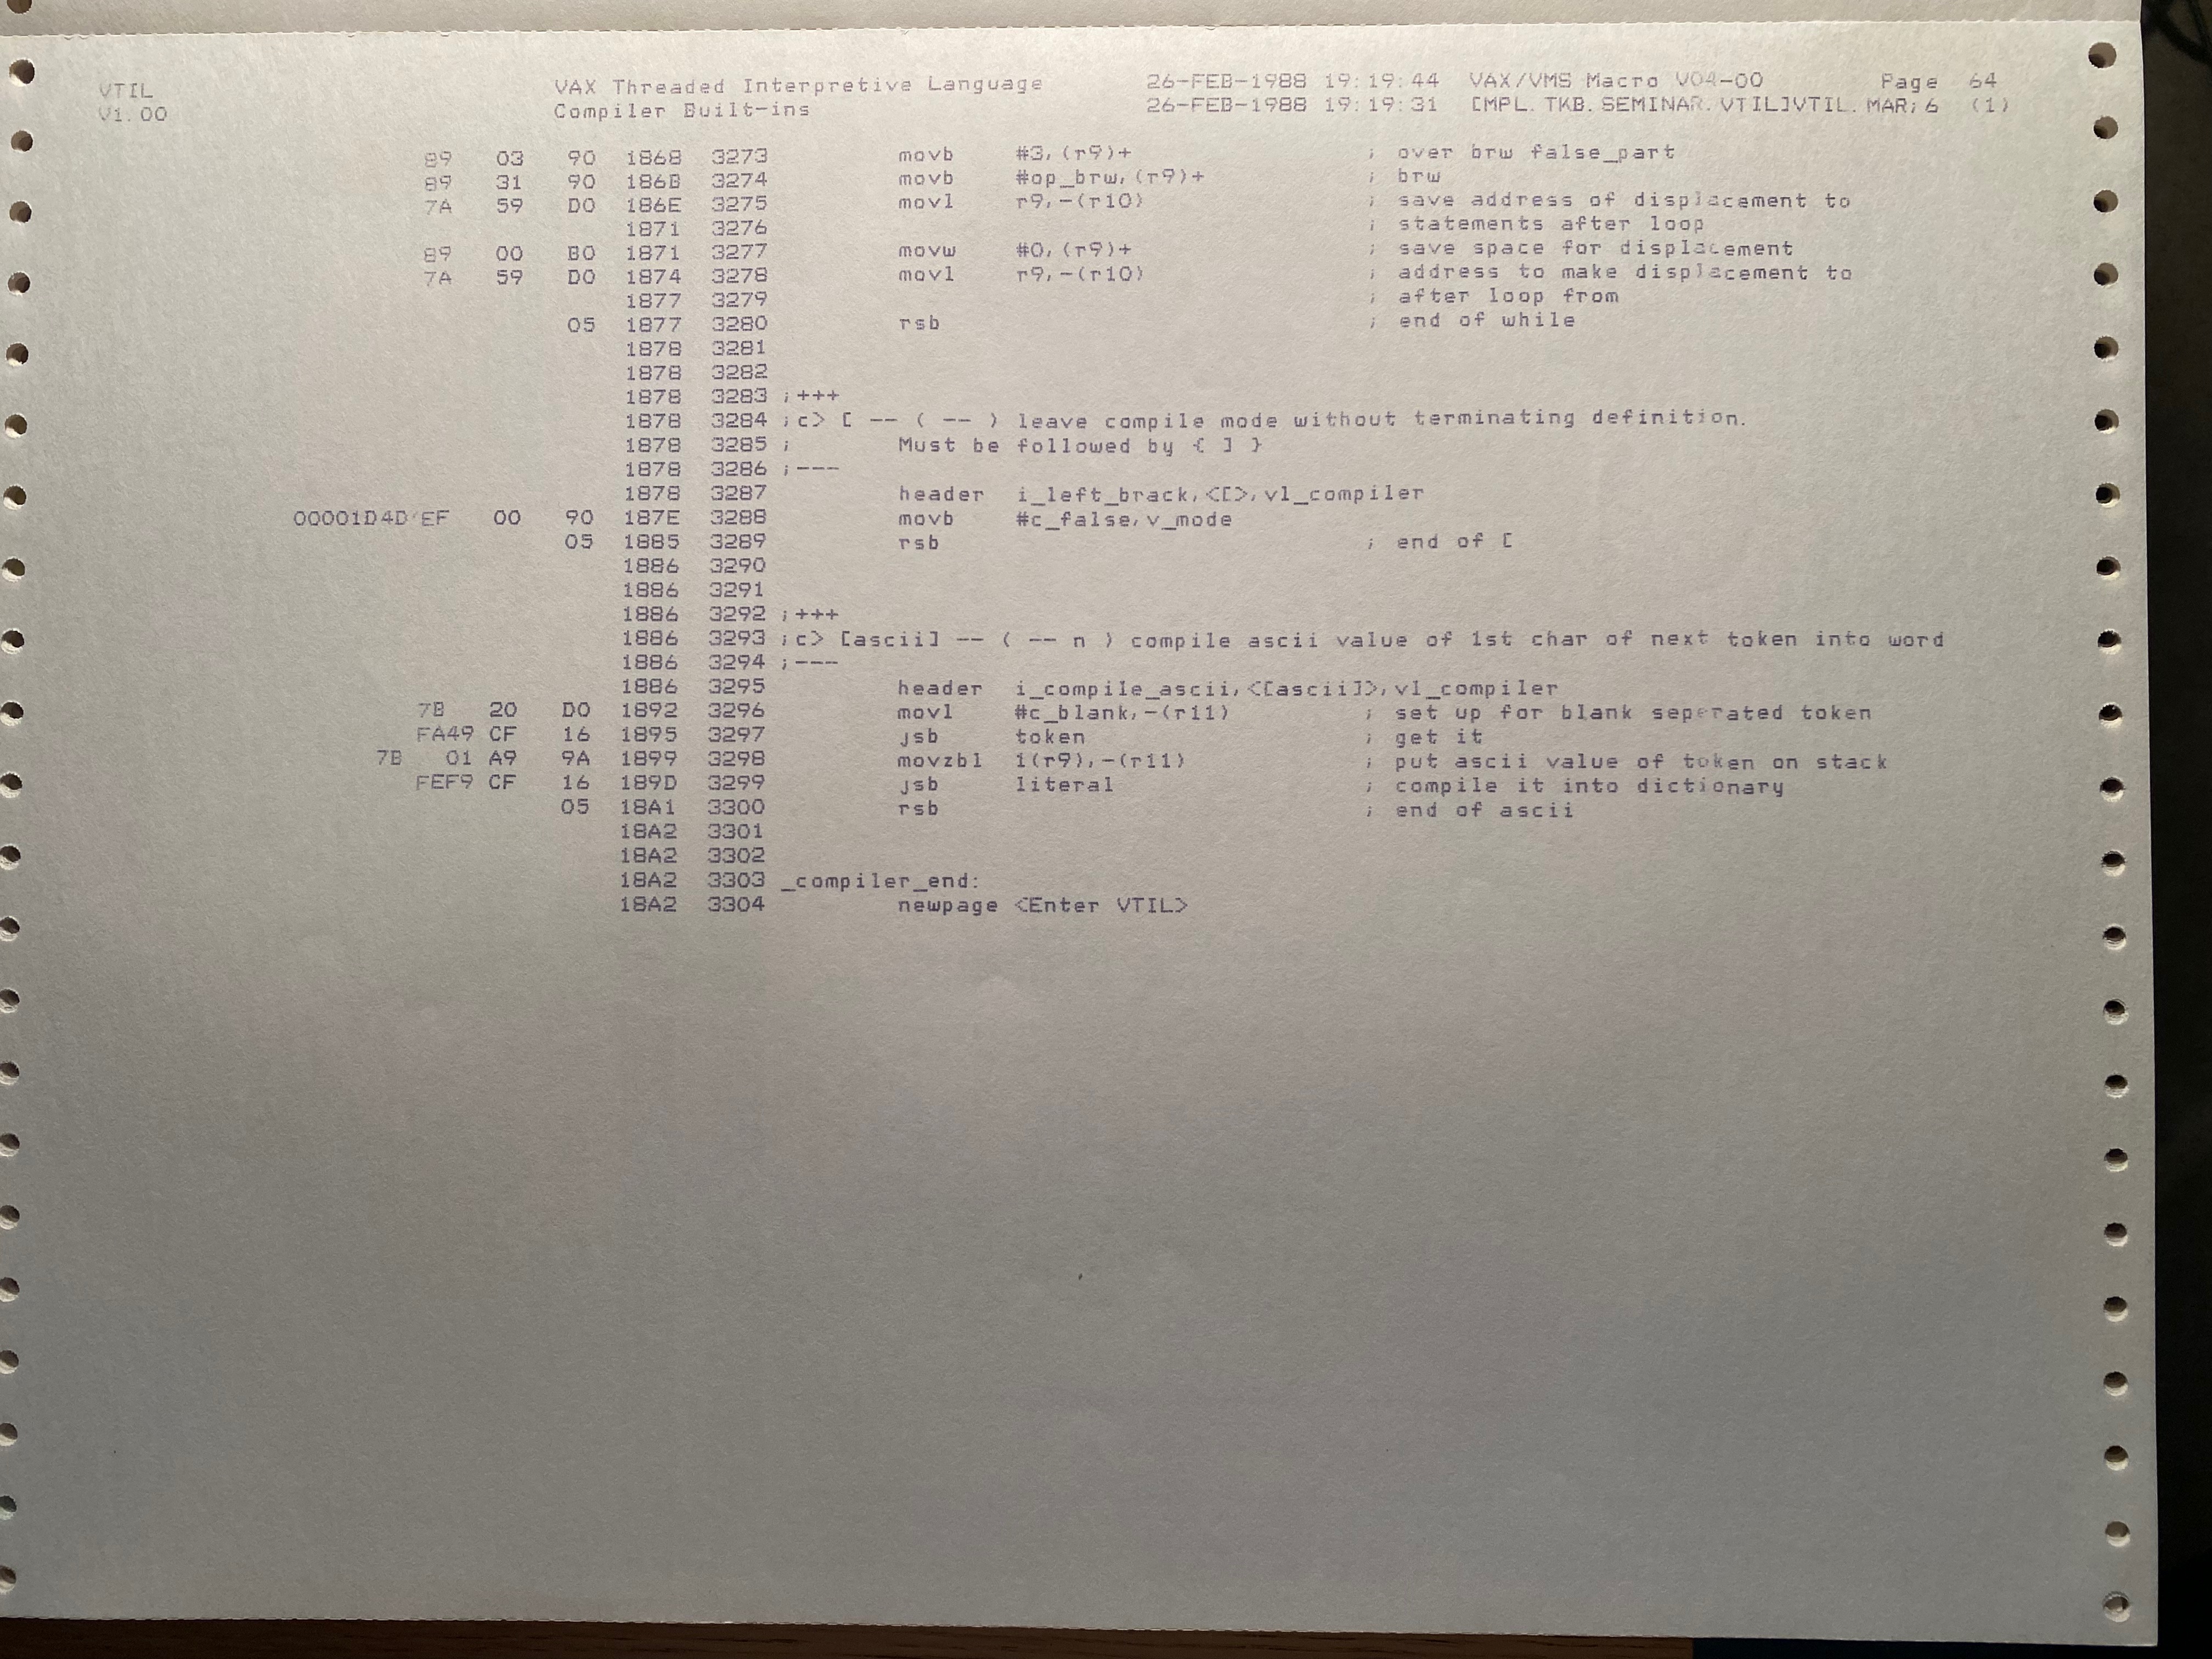 VTIL VAX Threaded Interpretive Language 26-FEB-1988 19:19:44 VAX/VMS Macro V04-00 Page 64
V1.00 Compiler Built-ins 26-FEB-1988 19:19:31 [MPL.TKB.SEMINAR.VTIL]VTIL.MAR;6 (1)
89 03 90 1868 3273 movb #3,(r9)+ ; over brw false_part
89 31 90 186B 3274 movb #op_brw,(r9)+ ; brw
7A 59 D0 186E 3275 movl r9,-(r10) ; save address of displacement to
1871 3276 ; statements after loop
89 00 B0 1871 3277 movw #0,(r9)+ ; save space for displacement
7A 59 D0 1874 3278 movl r9,-(r10) ; address to make displacement to
1877 3279 ; after loop from
05 1877 3280 rsb ; end of while
1878 3281
1878 3282
1878 3283 ;+++
1878 3284 ;c> [ -- ( -- ) leave compile mode without terminating definition.
1878 3285 ; Must be followed by { ] }
1878 3286 ;---
1878 3287 header i_left_brack,<[>,vl_compiler
00001D4D'EF 00 90 187E 3288 movb #c_false,v_mode
05 1885 3289 rsb ; end of [
1886 3290
1886 3291
1886 3292 ;+++
1886 3293 ;c> [ascii] -- ( -- n ) compile ascii value of 1st char of next token into word
1886 3294 ;---
1886 3295 header i_compile_ascii,<[ascii]>,vl_compiler
7B 20 D0 1892 3296 movl #c_blank,-(r11) ; set up for blank seperated token
FA49 CF 16 1895 3297 jsb token ; get it
7B 01 A9 9A 1899 3298 movzbl 1(r9),-(r11) ; put ascii value of token on stack
FEF9 CF 16 189D 3299 jsb literal ; compile it into dictionary
05 18A1 3300 rsb ; end of ascii
18A2 3301
18A2 3302
18A2 3303 _compiler_end:
18A2 3304 newpage <Enter VTIL>